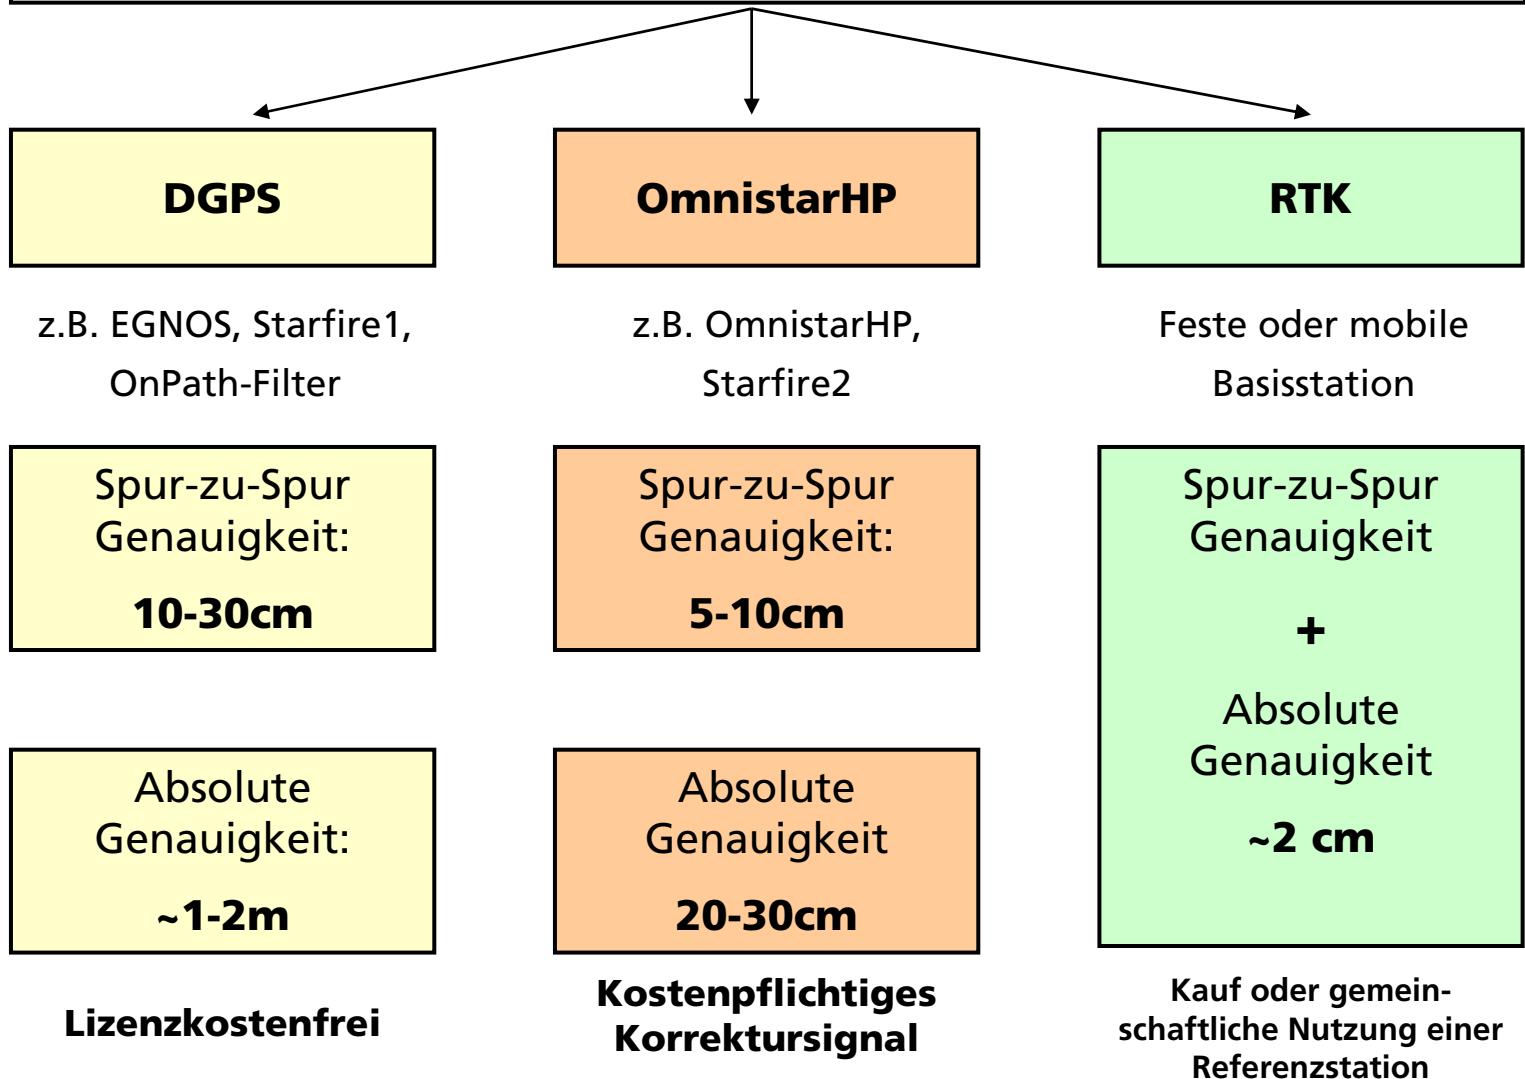 DGPS
z.B. EGNOS, Starfire1,
OnPath-Filter
Spur-zu-Spur
Genauigkeit:
10-30cm
Absolute
Genauigkeit:
~1-2m
Lizenzkostenfrei
OmnistarHP
z.B. OmnistarHP,
Starfire2
Spur-zu-Spur
Genauigkeit:
5-10cm
Absolute
Genauigkeit
20-30cm
Kostenpflichtiges
Korrektursignal
RTK
Feste oder mobile
Basisstation
Spur-zu-Spur
Genauigkeit
+
Absolute
Genauigkeit
~2 cm
Kauf oder gemein-
schaftliche Nutzung einer
Referenzstation